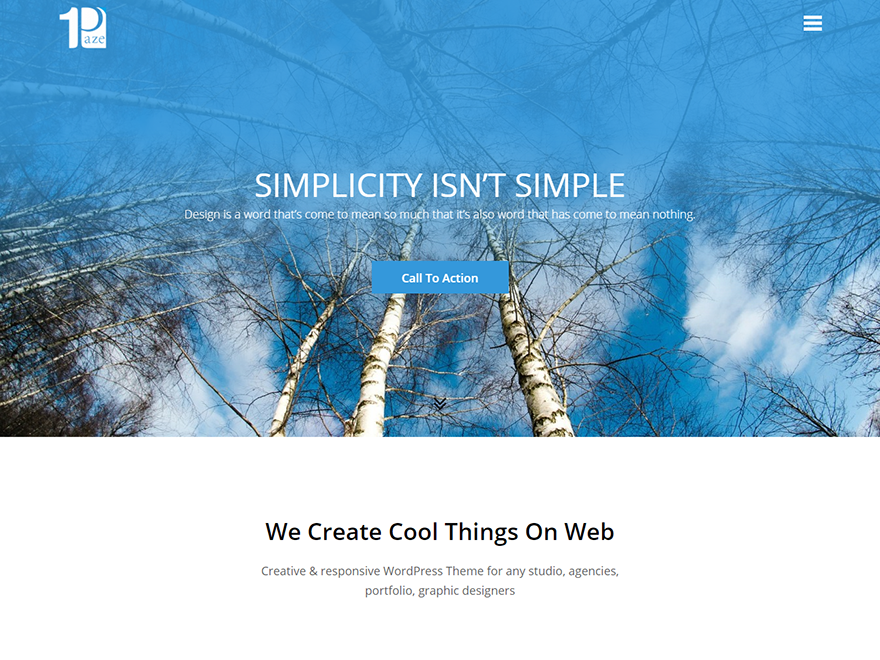 1Paze
SIMPLICITY ISN’T SIMPLE
Design is a word that’s come to mean so much that it’s also word that has come to mean nothing.
Call To Action
We Create Cool Things On Web
Creative & responsive WordPress Theme for any studio, agencies,
portfolio, graphic designers